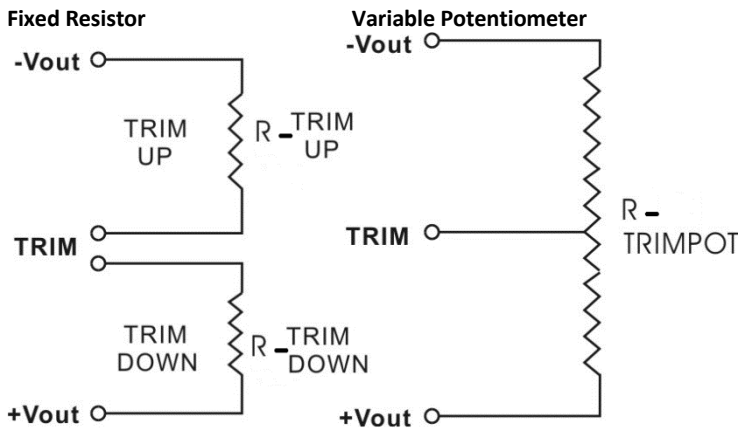 Fixed Resistor
Variable Potentiometer
-Vout
TRIM
UP
R -TRIM
UP
TRIM
TRIM
DOWN
R -TRIM
DOWN
+Vout
-Vout
TRIM
R -
TRIMPOT
+Vout